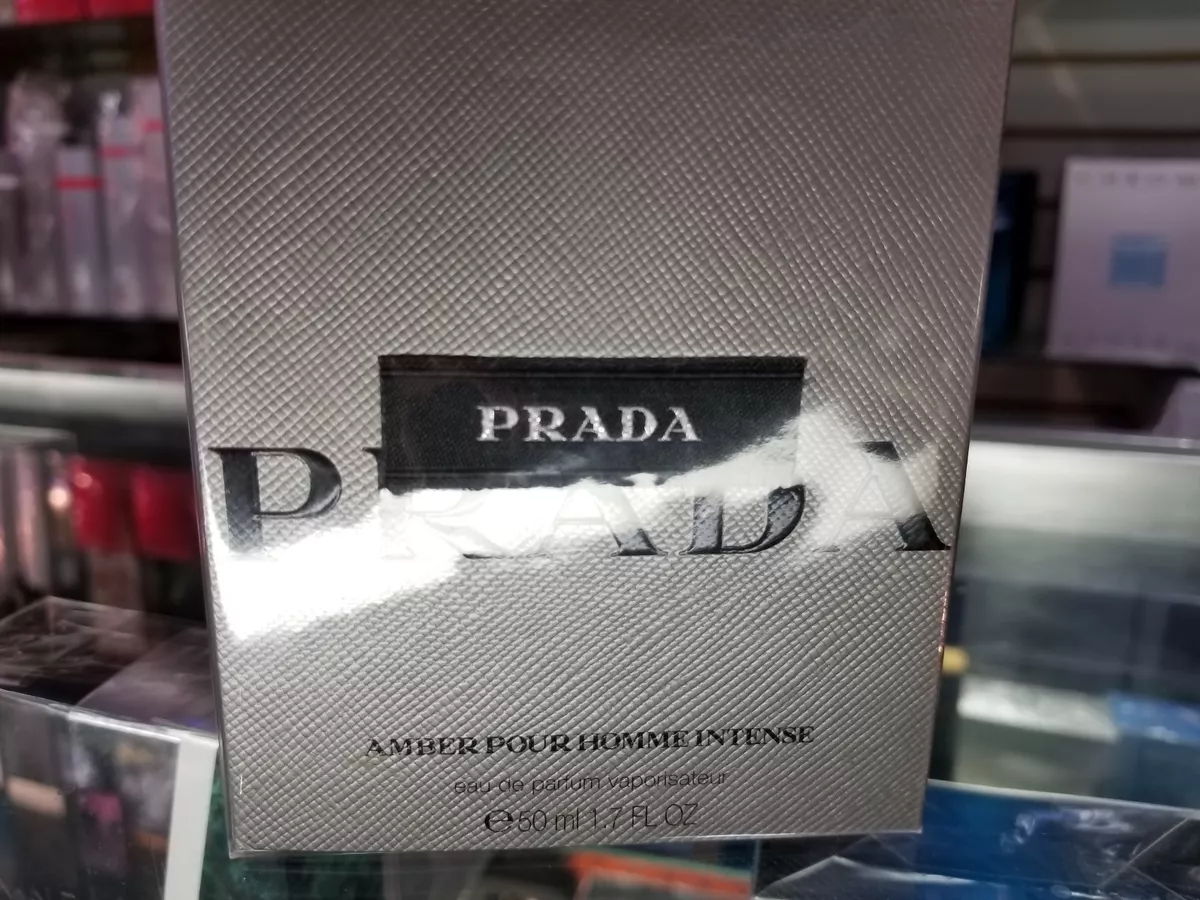 PRADA
PRADA
AMBER POUR HOMME INTENSE
eau de parfum vaporisateur
℮50 ml 1.7 FL OZ